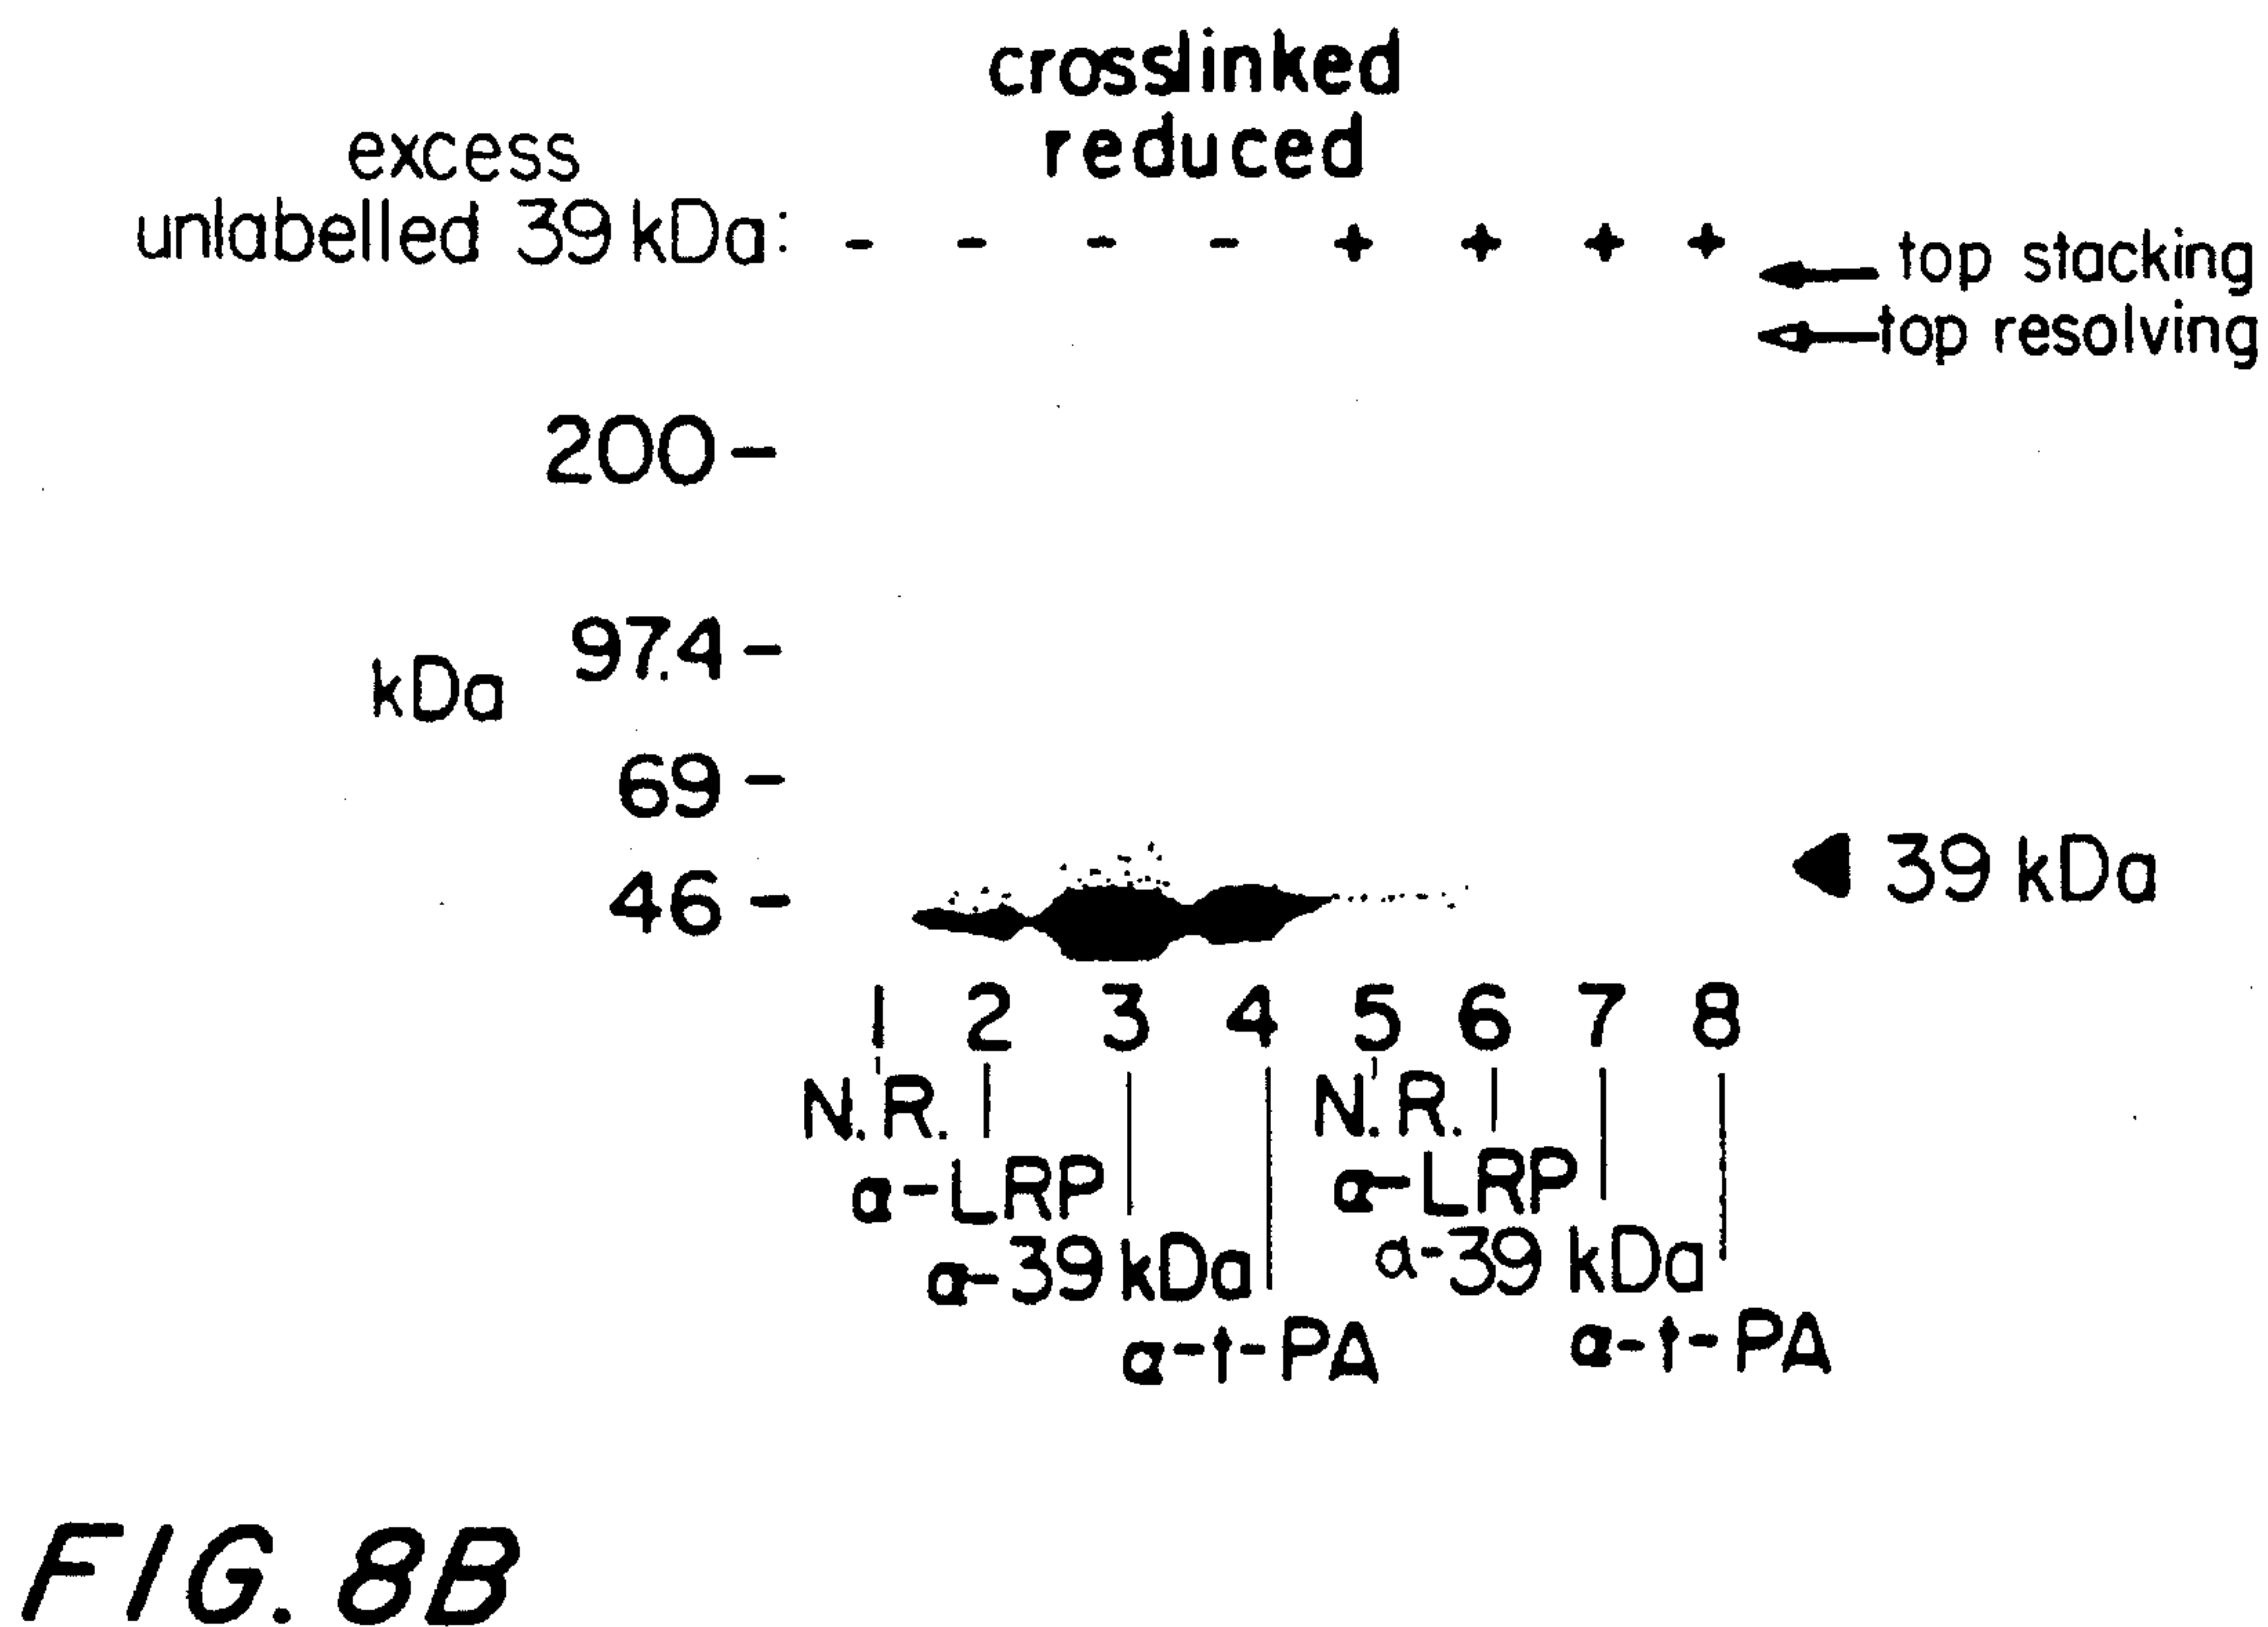 crosslinked
reduced
excess
unlabelled 39 kDa: - - - - + + + +
top stacking
top resolving
200 -
97.4 -
kDa
69 -
46 -
39 kDa
1 2 3 4 5 6 7 8
N.R. N.R.
α-LRP α-LRP
α-39 kDa α-39 kDa
α-t-PA α-t-PA
FIG. 8B